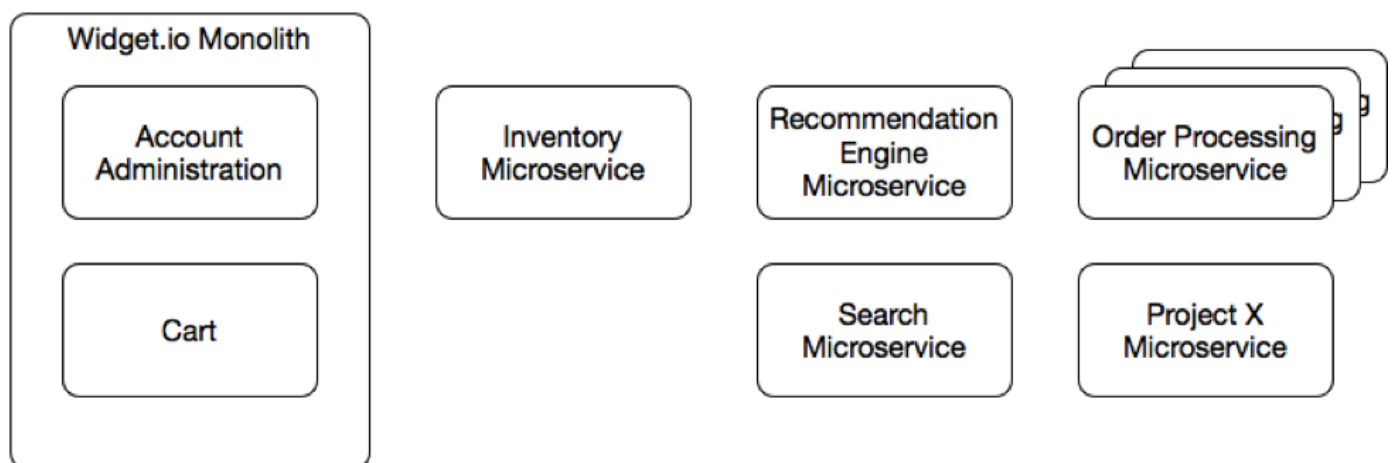 Widget.io Monolith
Account
Administration
Cart
Inventory
Microservice
Recommendation
Engine
Microservice
Search
Microservice
Order Processing
Microservice
Project X
Microservice